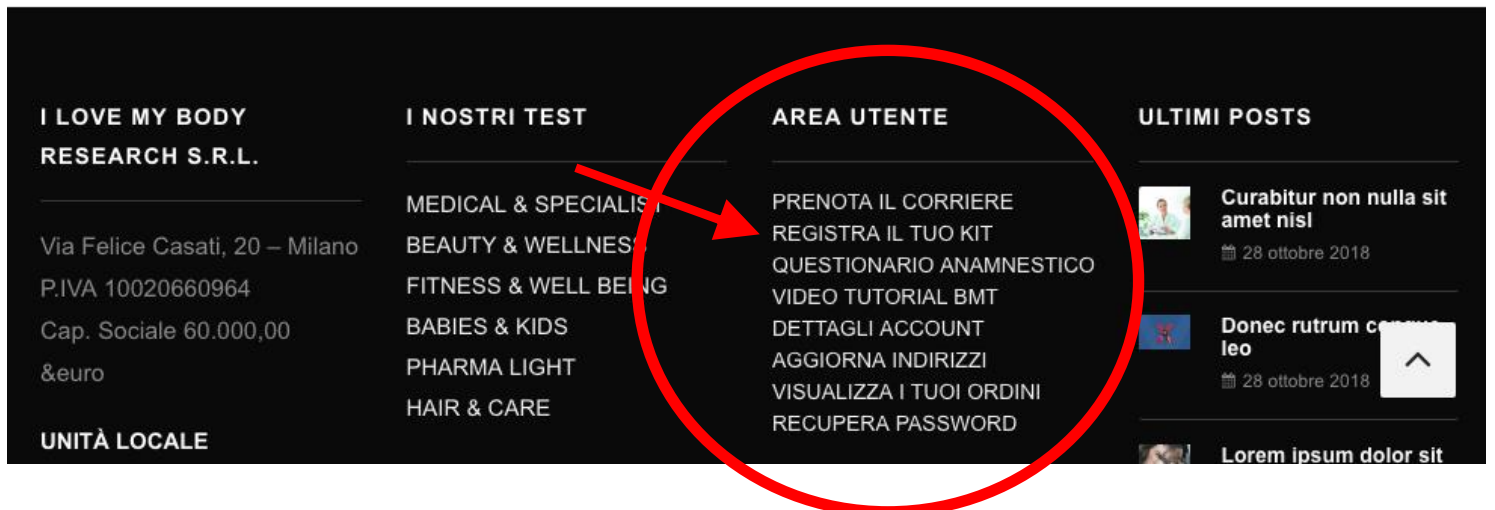 I LOVE MY BODY
RESEARCH S.R.L.
Via Felice Casati, 20 – Milano
P.IVA 10020660964
Cap. Sociale 60.000,00
&euro
UNITÀ LOCALE
I NOSTRI TEST
MEDICAL & SPECIALIST
BEAUTY & WELLNESS
FITNESS & WELL BEING
BABIES & KIDS
PHARMA LIGHT
HAIR & CARE
AREA UTENTE
PRENOTA IL CORRIERE
REGISTRA IL TUO KIT
QUESTIONARIO ANAMNESTICO
VIDEO TUTORIAL BMT
DETTAGLI ACCOUNT
AGGIORNA INDIRIZZI
VISUALIZZA I TUOI ORDINI
RECUPERA PASSWORD
ULTIMI POSTS
Curabitur non nulla sit
amet nisl
28 ottobre 2018
Donec rutrum congue
leo
28 ottobre 2018
Lorem ipsum dolor sit